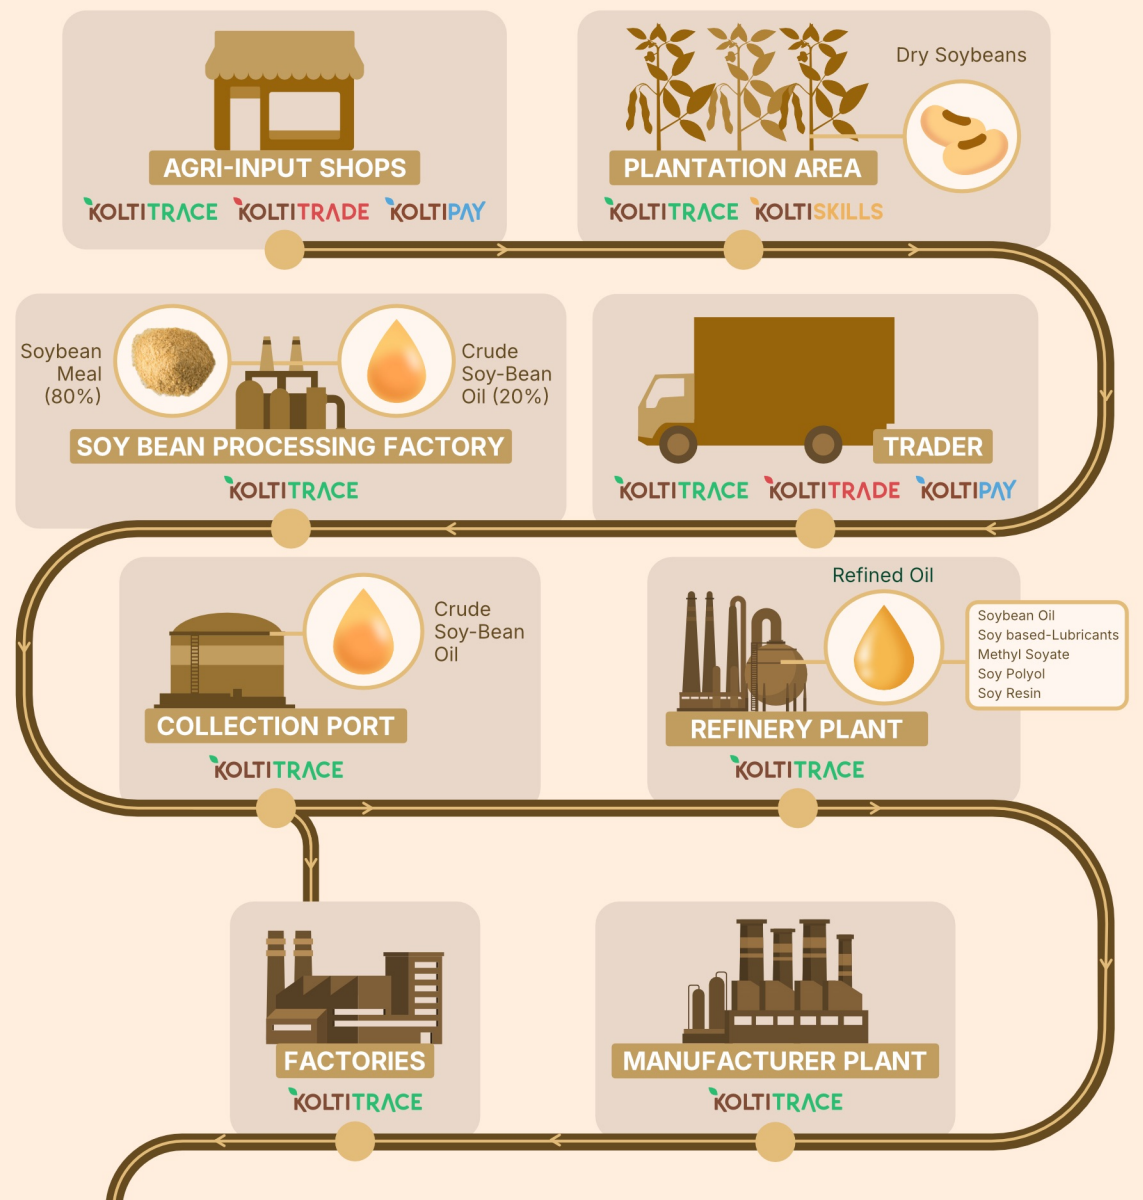 AGRI-INPUT SHOPS
KOLTITRACE KOLTITRADE KOLTIPAY
Dry Soybeans
PLANTATION AREA
KOLTITRACE KOLTISKILLS
Soybean
Meal
(80%)
Crude
Soy-Bean
Oil (20%)
SOY BEAN PROCESSING FACTORY
KOLTITRACE
TRADER
KOLTITRACE KOLTITRADE KOLTIPAY
Crude
Soy-Bean
Oil
COLLECTION PORT
KOLTITRACE
Refined Oil
Soybean Oil
Soy based-Lubricants
Methyl Soyate
Soy Polyol
Soy Resin
REFINERY PLANT
KOLTITRACE
FACTORIES
KOLTITRACE
MANUFACTURER PLANT
KOLTITRACE